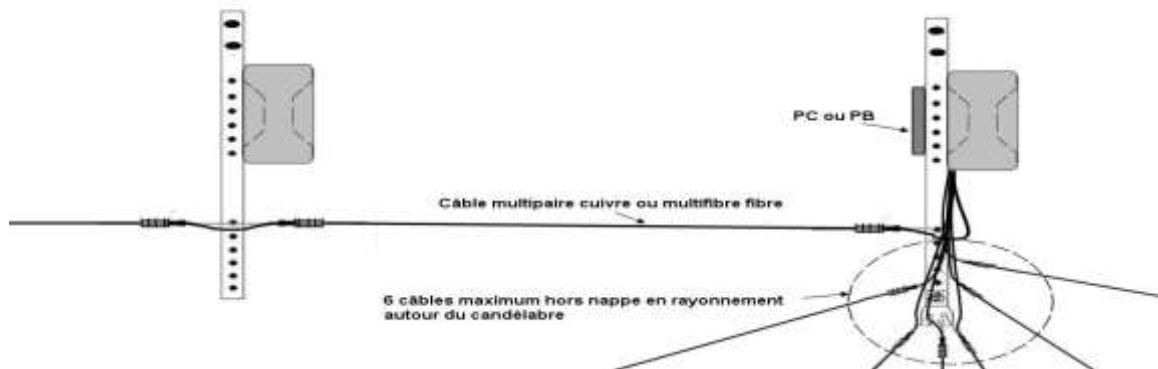 PC ou PB
Câble multipaire cuivre ou multifibre fibre
6 câbles maximum hors nappe en rayonnement
autour du candélabre